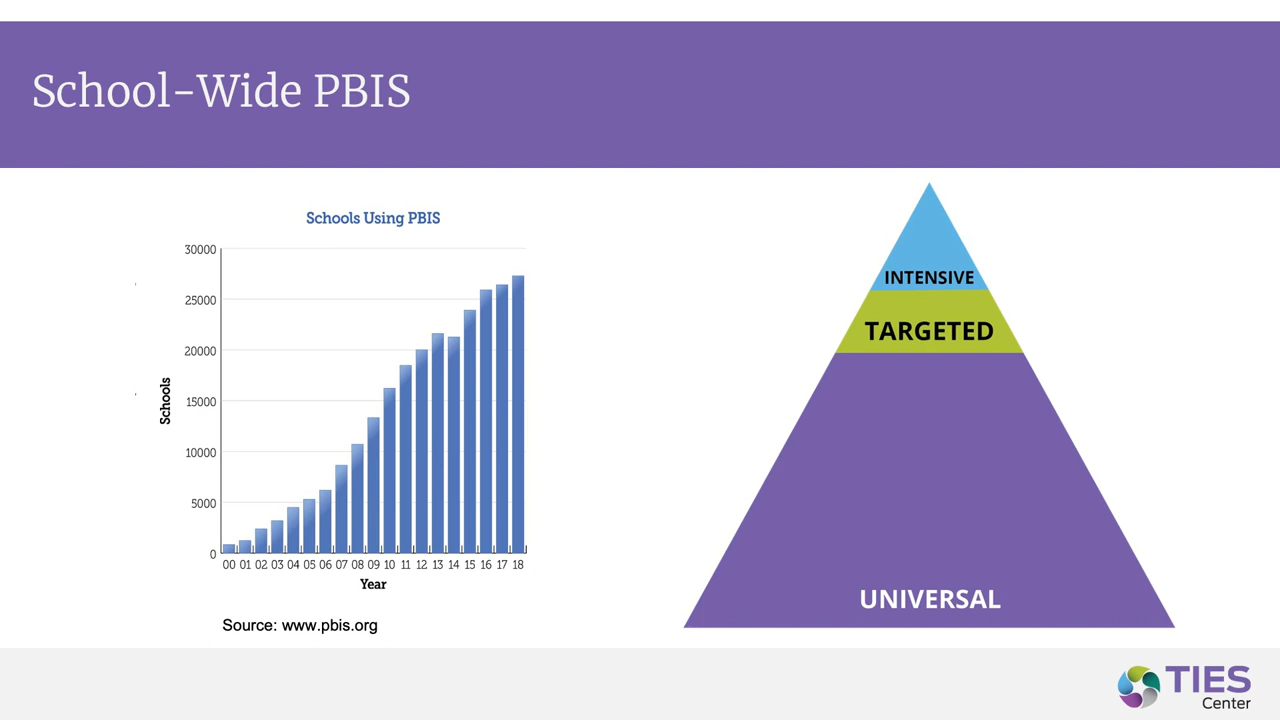 School-Wide PBIS
Schools Using PBIS
30000
25000
20000
15000
10000
5000
0
Schools
00 01 02 03 04 05 06 07 08 09 10 11 12 13 14 15 16 17 18
Year
Source: www.pbis.org
INTENSIVE
TARGETED
UNIVERSAL
TIES
Center